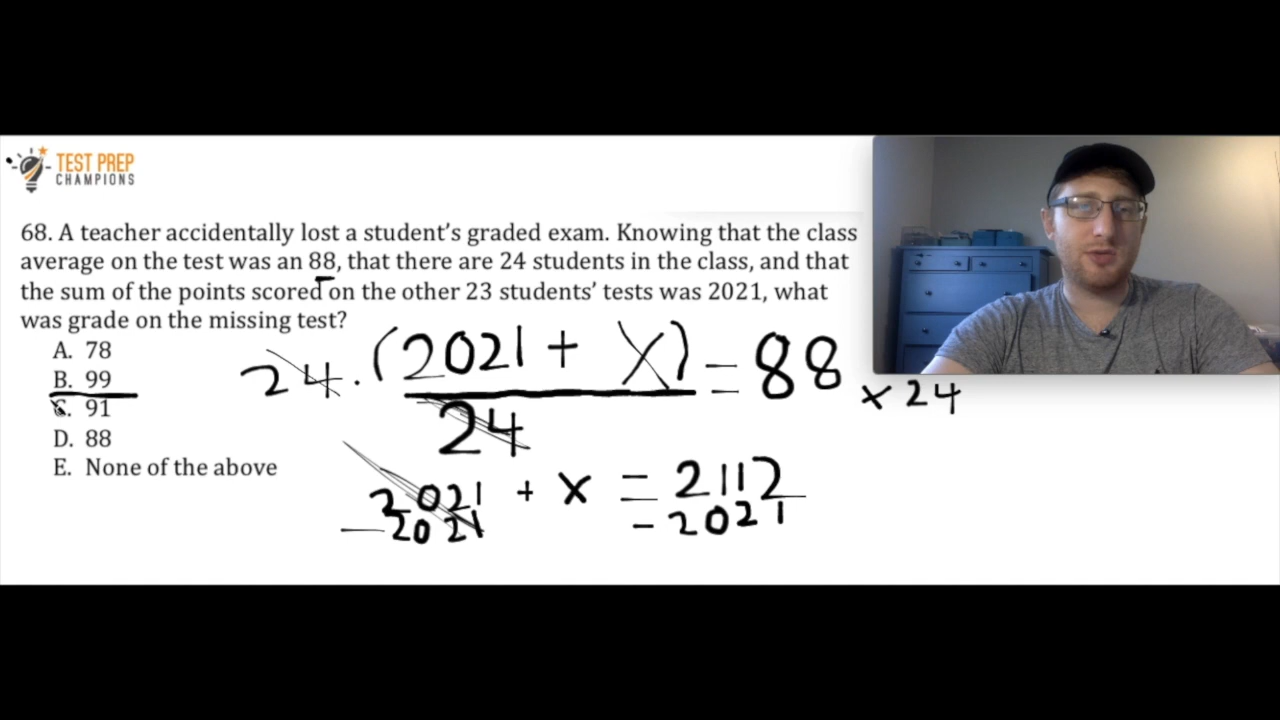 TEST PREP
CHAMPIONS
68. A teacher accidentally lost a student's graded exam. Knowing that the class
average on the test was an 88, that there are 24 students in the class, and that
the sum of the points scored on the other 23 students' tests was 2021, what
was grade on the missing test?
A. 78
B. 99
C. 91
D. 88
E. None of the above
24 · (2021 + X) = 88 x 24
24
2021 + x = 2112
- 2021 - 2021